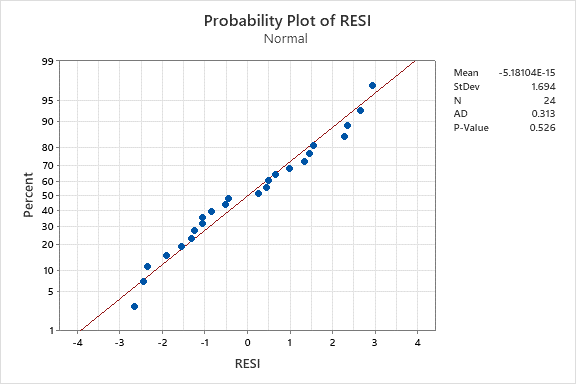 Probability Plot of RESI
Normal
Mean -5.18104E-15
StDev 1.694
N 24
AD 0.313
P-Value 0.526
Percent
99
95
90
80
70
60
50
40
30
20
10
5
1
-4 -3 -2 -1 0 1 2 3 4
RESI